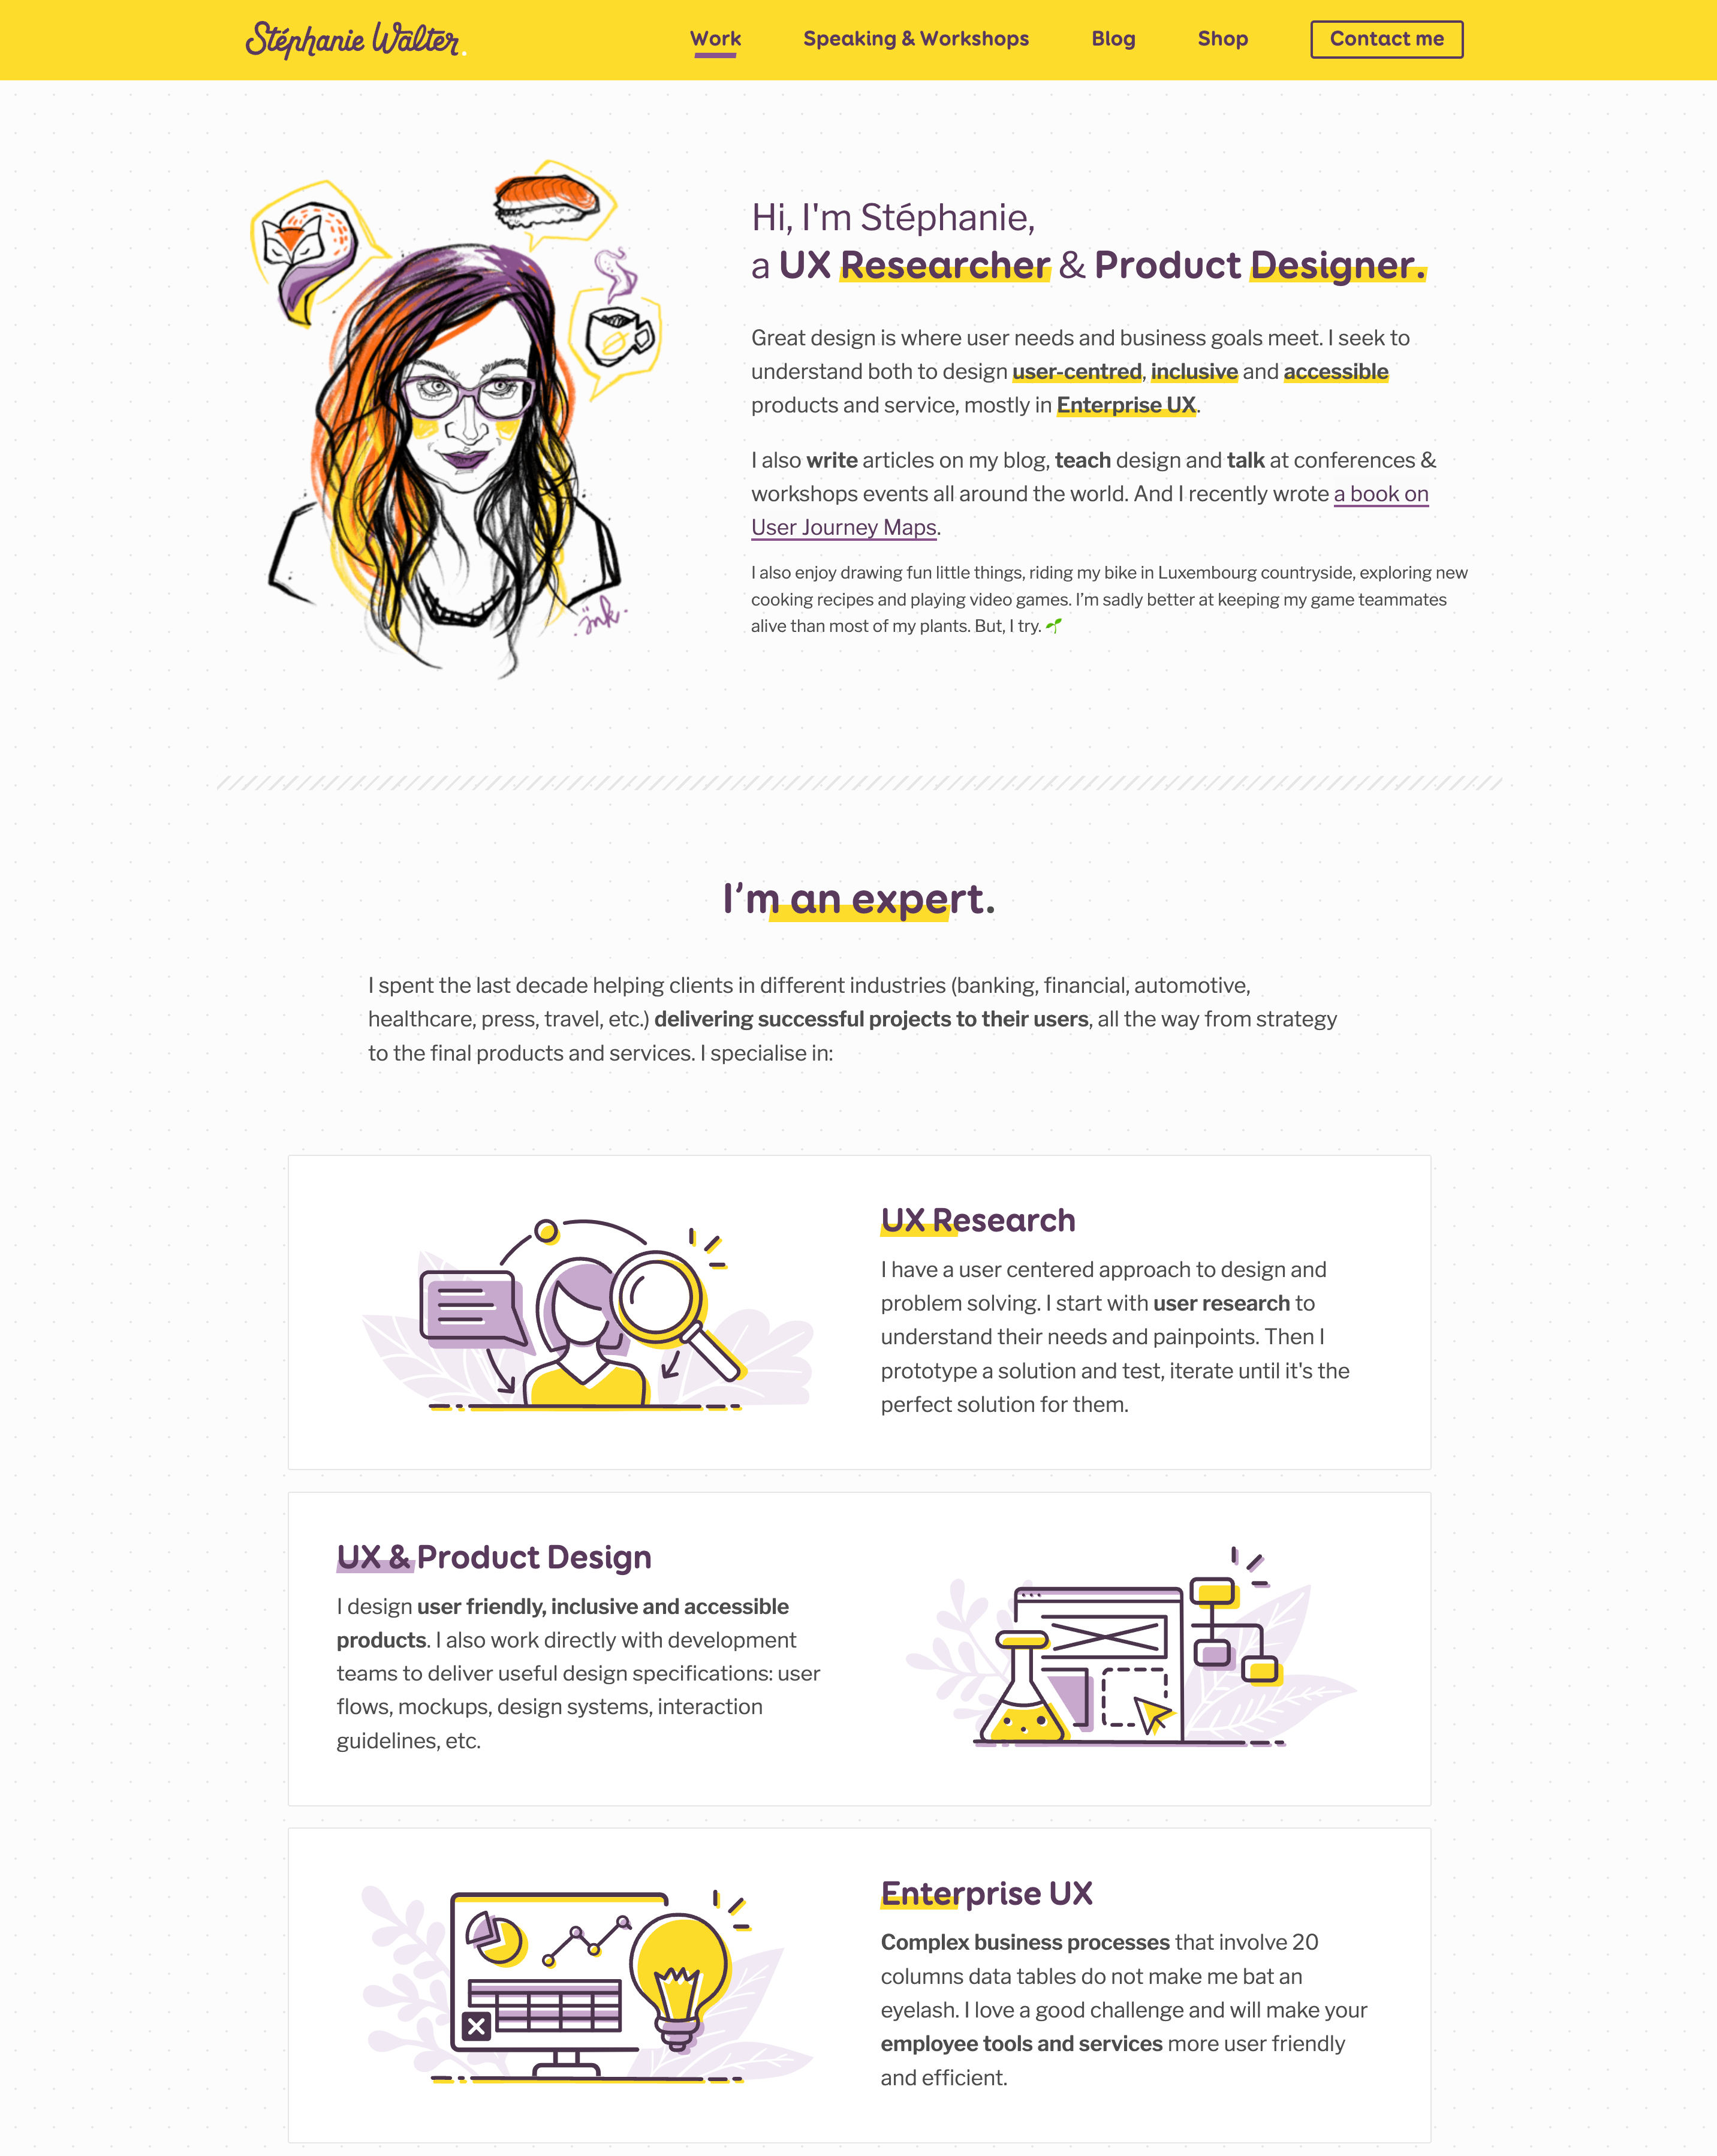 Stéphanie Walter.
Work
Speaking & Workshops
Blog
Shop
Contact me
ink.
Hi, I'm Stéphanie,
a UX Researcher & Product Designer.
Great design is where user needs and business goals meet. I seek to
understand both to design user-centred, inclusive and accessible
products and service, mostly in Enterprise UX.
I also write articles on my blog, teach design and talk at conferences &
workshops events all around the world. And I recently wrote a book on
User Journey Maps.
I also enjoy drawing fun little things, riding my bike in Luxembourg countryside, exploring new
cooking recipes and playing video games. I’m sadly better at keeping my game teammates
alive than most of my plants. But, I try. 🌱
I’m an expert.
I spent the last decade helping clients in different industries (banking, financial, automotive,
healthcare, press, travel, etc.) delivering successful projects to their users, all the way from strategy
to the final products and services. I specialise in:
UX Research
I have a user centered approach to design and
problem solving. I start with user research to
understand their needs and painpoints. Then I
prototype a solution and test, iterate until it's the
perfect solution for them.
UX & Product Design
I design user friendly, inclusive and accessible
products. I also work directly with development
teams to deliver useful design specifications: user
flows, mockups, design systems, interaction
guidelines, etc.
Enterprise UX
Complex business processes that involve 20
columns data tables do not make me bat an
eyelash. I love a good challenge and will make your
employee tools and services more user friendly
and efficient.